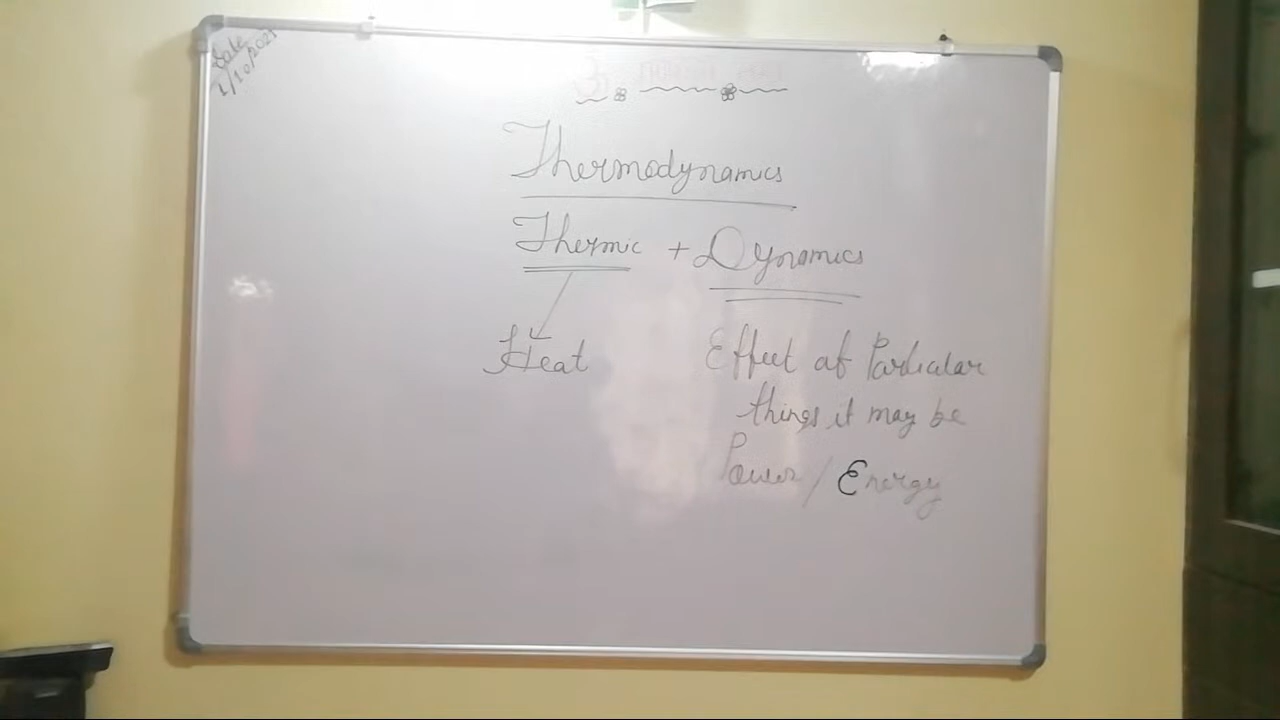 Date
1/10/2021
Thermodynamics
Thermic + Dynamics
Heat
Effect of Particular
things it may be
Power / Energy